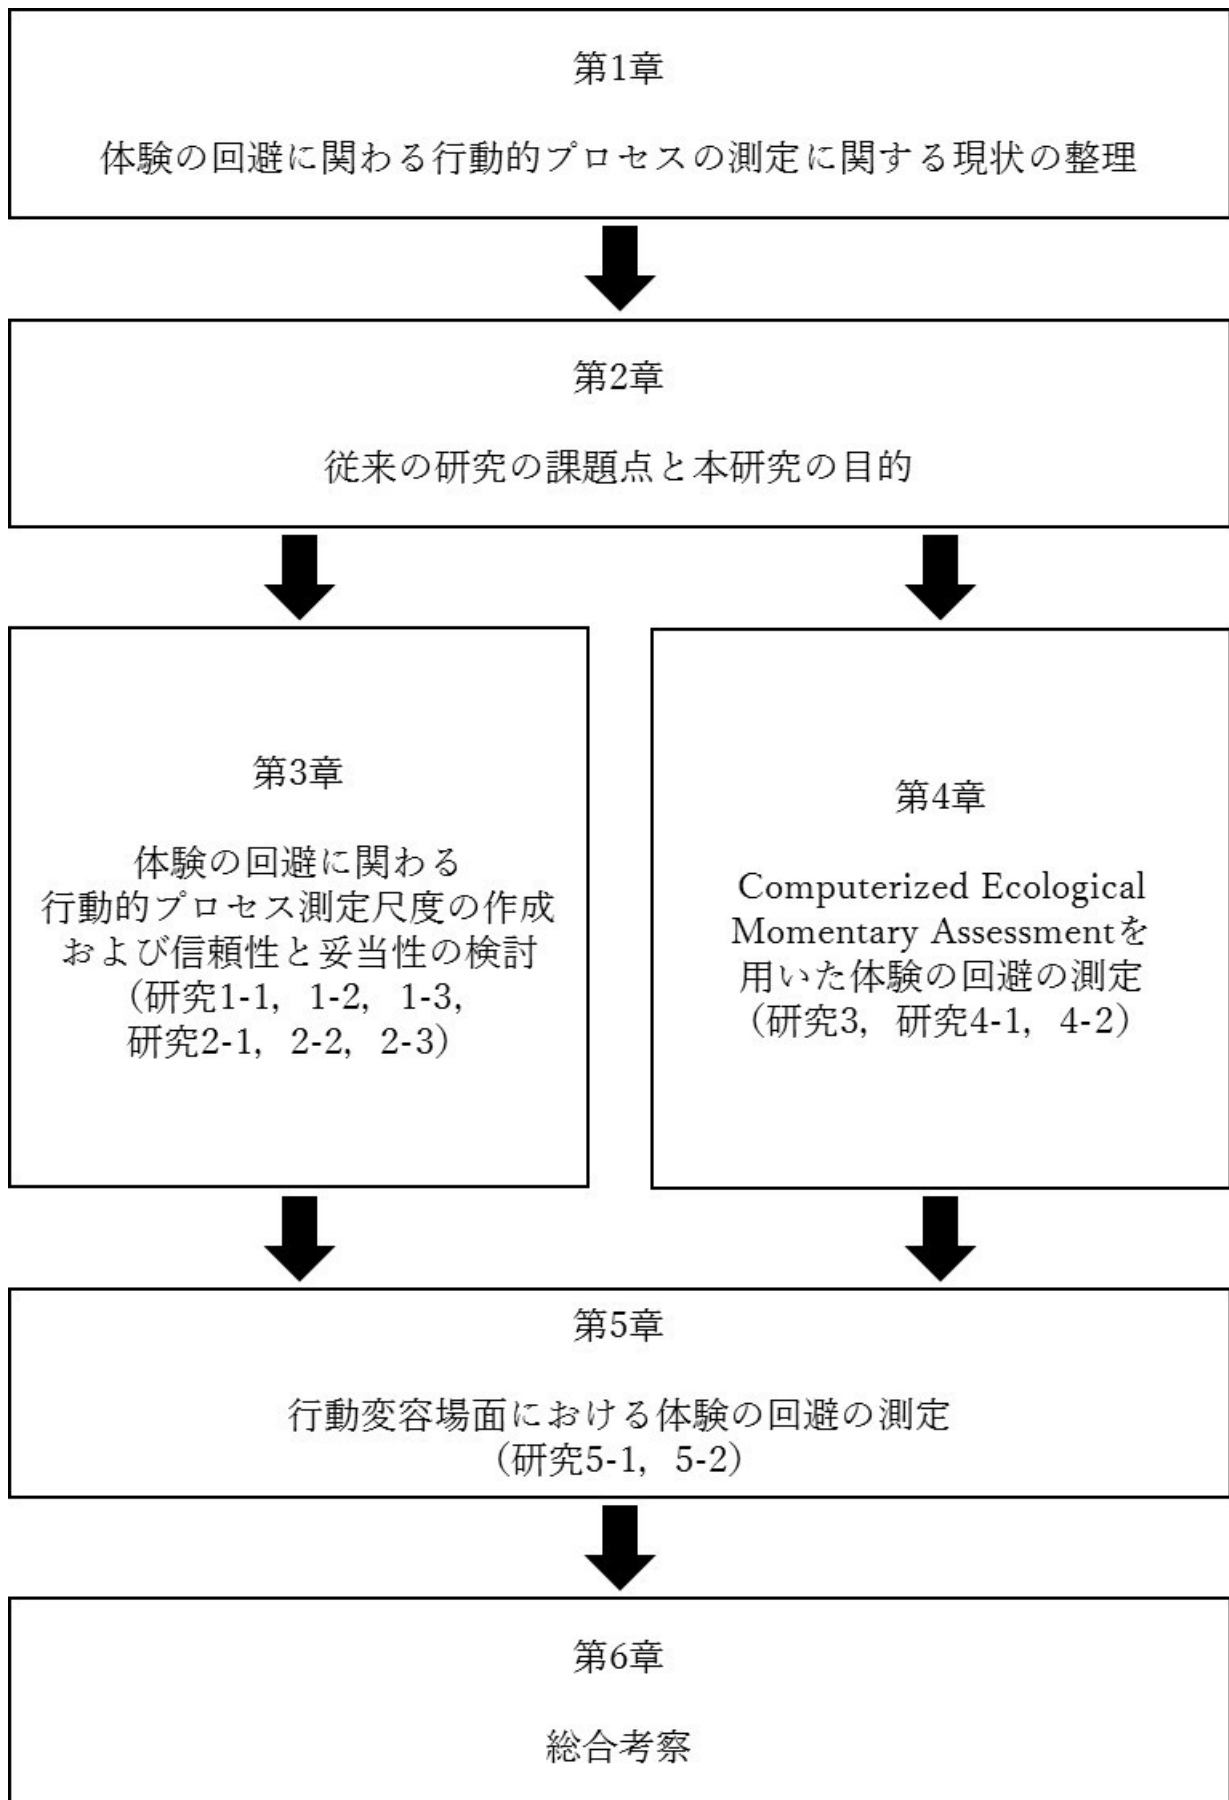 第1章
体験の回避に関わる行動的プロセスの測定に関する現状の整理
第2章
従来の研究の課題点と本研究の目的
第3章
体験の回避に関わる
行動的プロセス測定尺度の作成
および信頼性と妥当性の検討
（研究1-1，1-2，1-3，
研究2-1，2-2，2-3）
第4章
Computerized Ecological
Momentary Assessmentを
用いた体験の回避の測定
（研究3，研究4-1，4-2）
第5章
行動変容場面における体験の回避の測定
（研究5-1，5-2）
第6章
総合考察